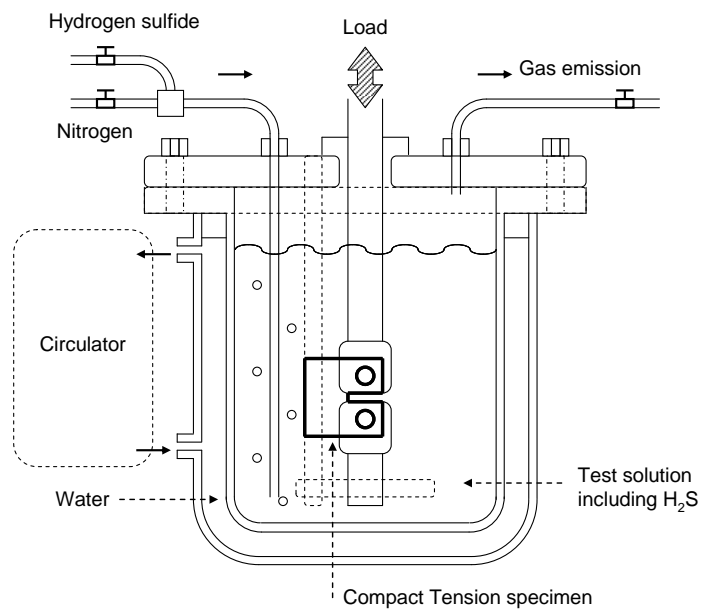 Hydrogen sulfide
Load
Gas emission
Nitrogen
Circulator
Water
Test solution
including H₂S
Compact Tension specimen